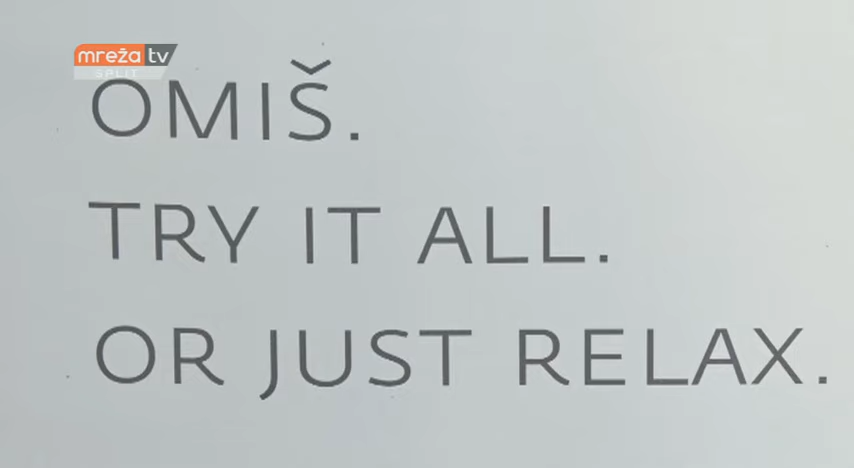 mreža tv
SPLIT
OMIŠ.
TRY IT ALL.
OR JUST RELAX.